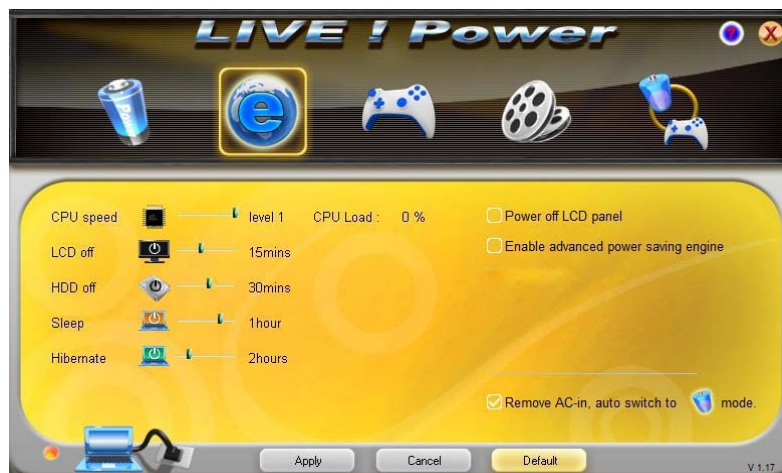 LIVE ! Power
CPU speed level 1 CPU Load : 0 % Power off LCD panel
LCD off 15mins Enable advanced power saving engine
HDD off 30mins
Sleep 1hour
Hibernate 2hours
Remove AC-in, auto switch to mode.
Apply Cancel Default
V 1.17